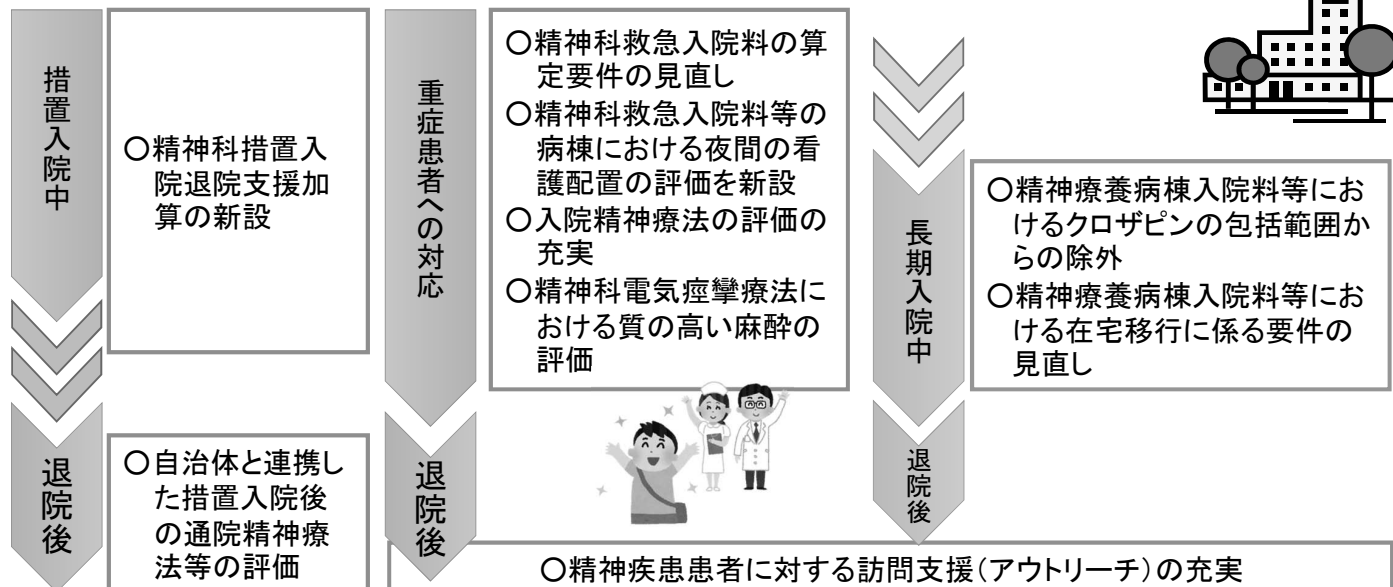 措置入院中
〇精神科措置入
院退院支援加
算の新設
退院後
〇自治体と連携し
た措置入院後
の通院精神療
法等の評価
重症患者への対応
〇精神科救急入院料の算
定要件の見直し
〇精神科救急入院料等の
病棟における夜間の看
護配置の評価を新設
〇入院精神療法の評価の
充実
〇精神科電気痙攣療法に
おける質の高い麻酔の
評価
退院後
長期入院中
〇精神療養病棟入院料等にお
けるクロザピンの包括範囲か
らの除外
〇精神療養病棟入院料等にお
ける在宅移行に係る要件の
見直し
退院後
〇精神疾患患者に対する訪問支援(アウトリーチ)の充実